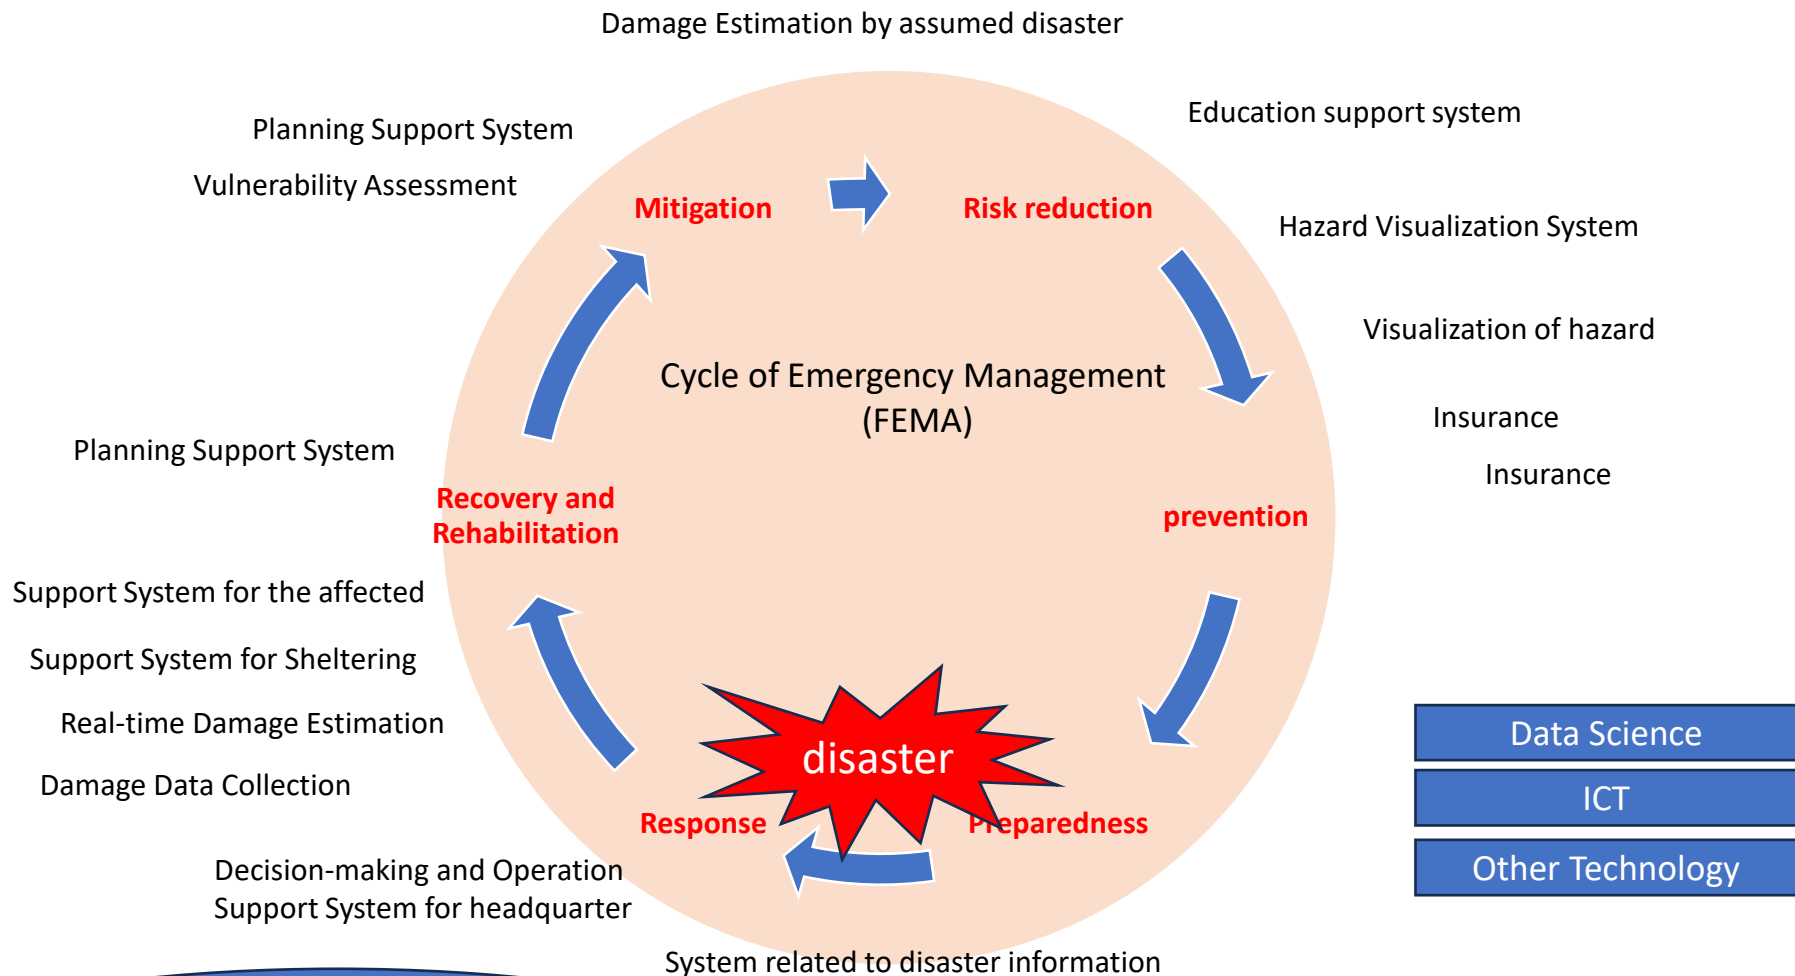 Damage Estimation by assumed disaster
Planning Support System
Education support system
Vulnerability Assessment
Mitigation
Risk reduction
Hazard Visualization System
Visualization of hazard
Cycle of Emergency Management
(FEMA)
Insurance
Planning Support System
Insurance
Recovery and
Rehabilitation
prevention
Support System for the affected
Support System for Sheltering
Real-time Damage Estimation
disaster
Data Science
Damage Data Collection
ICT
Response
Preparedness
Other Technology
Decision-making and Operation
Support System for headquarter
System related to disaster information